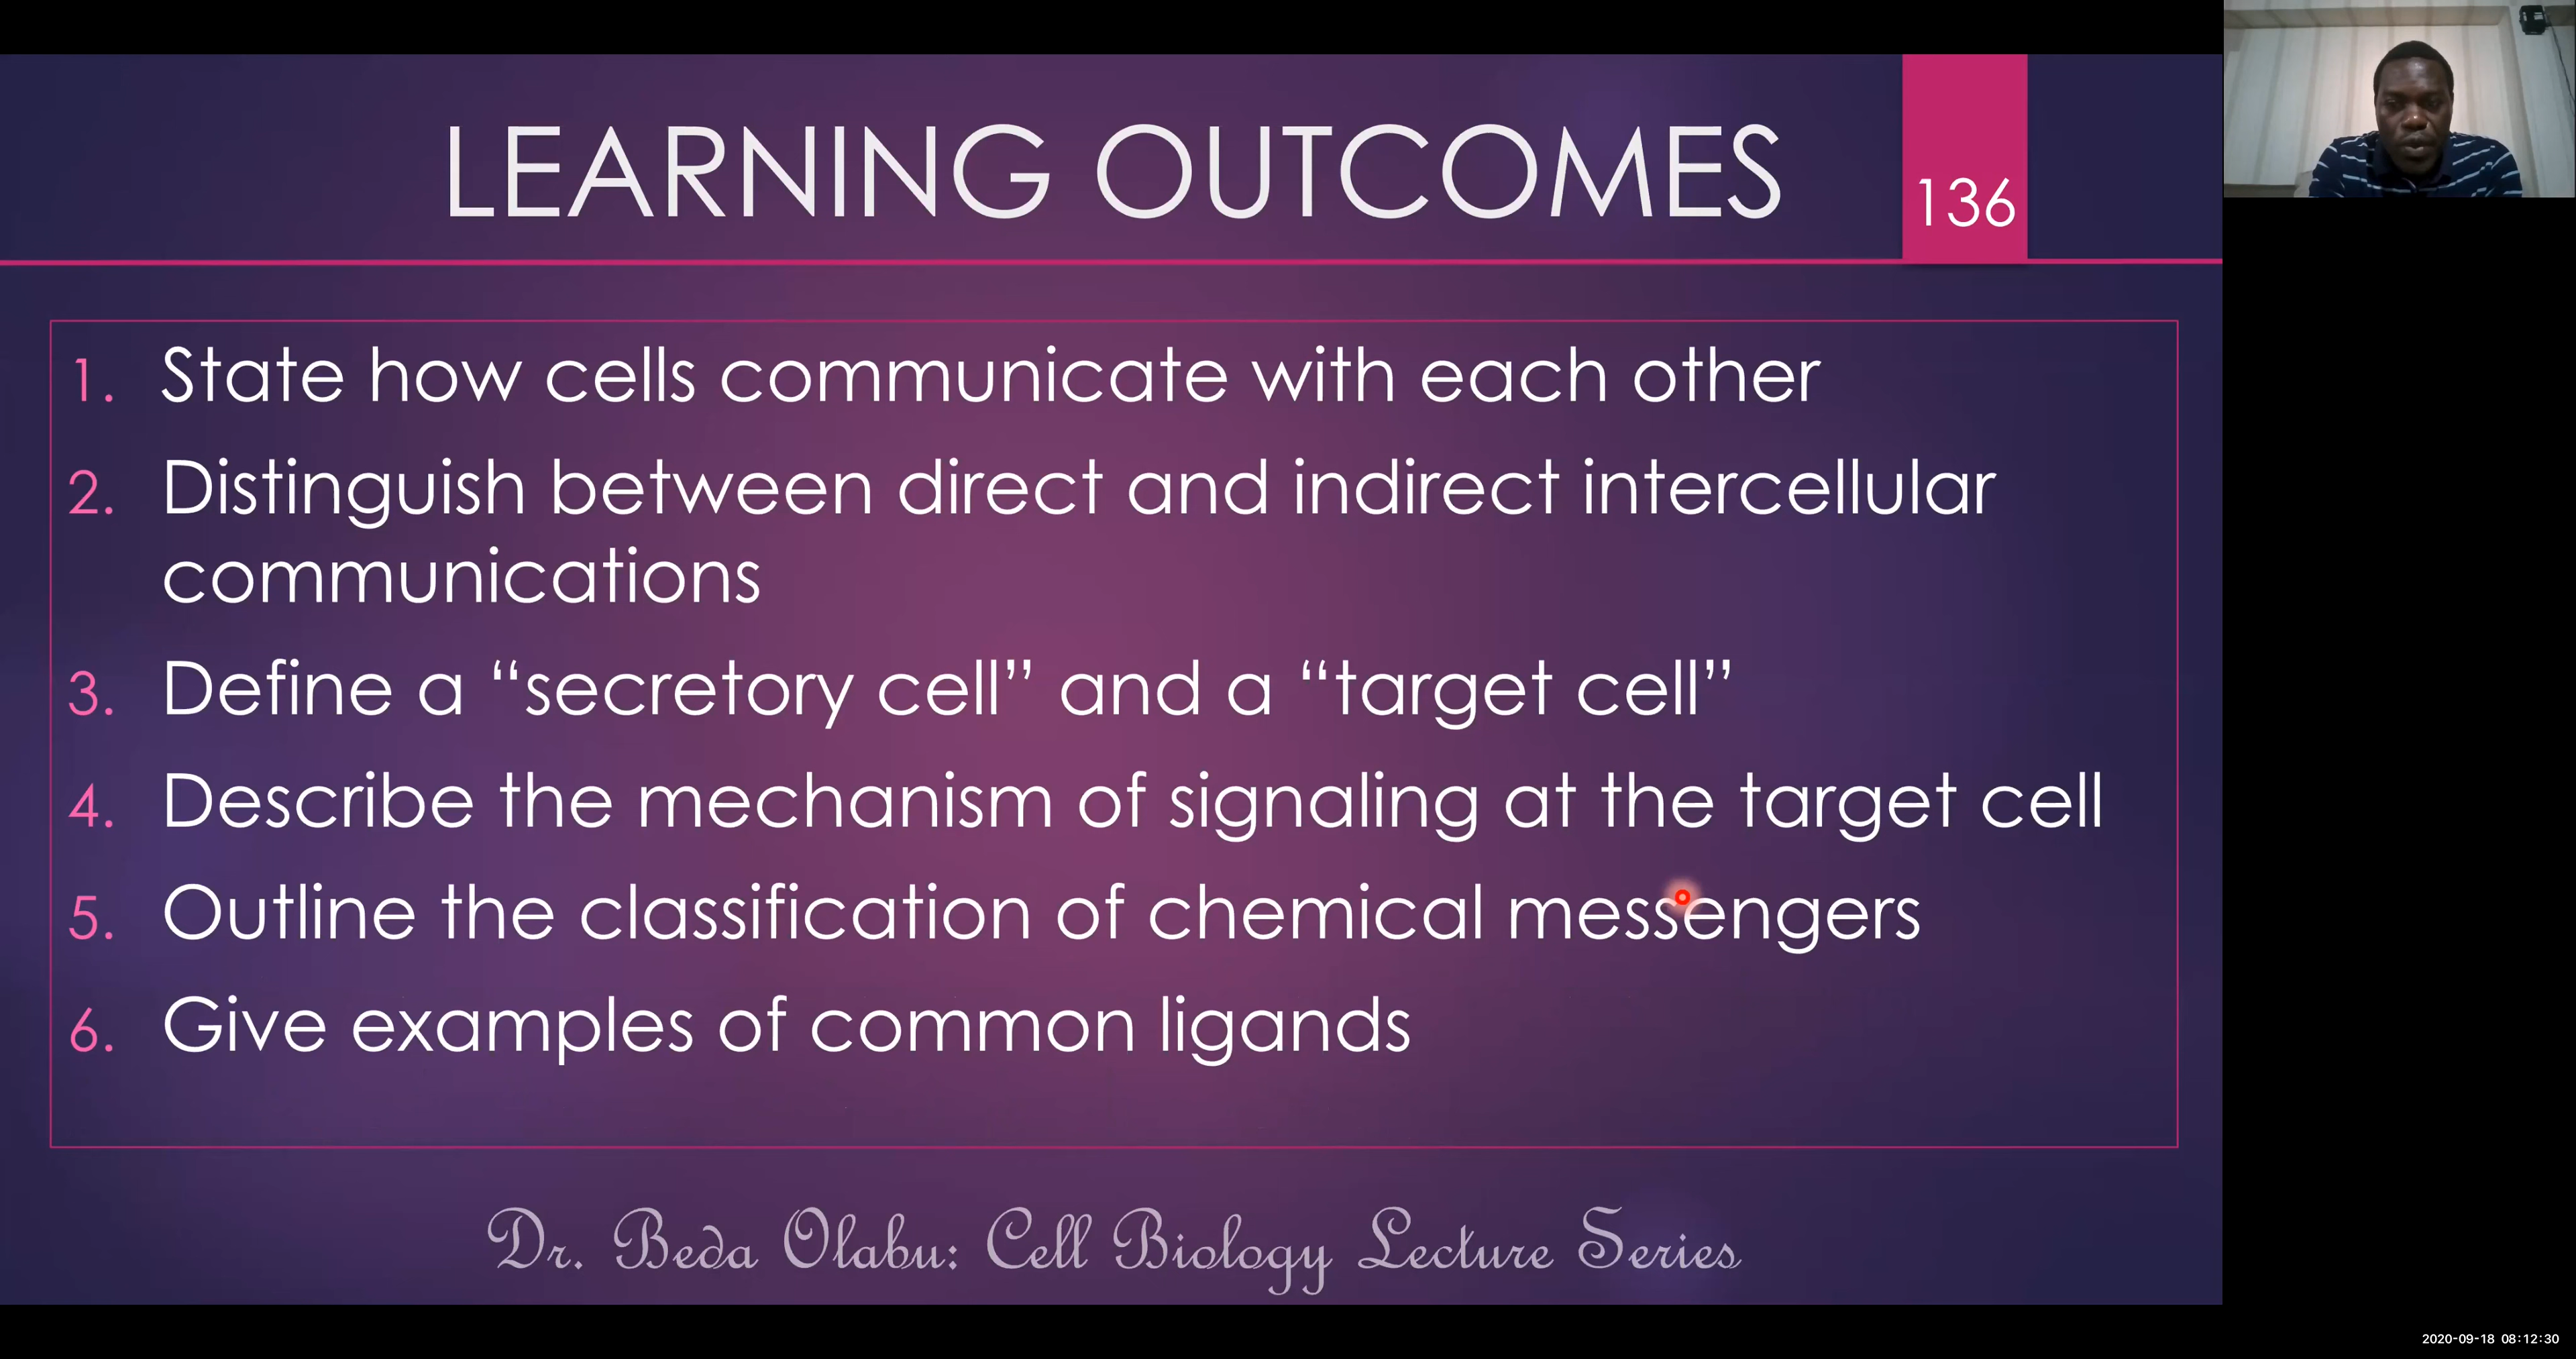 LEARNING OUTCOMES
136
1. State how cells communicate with each other
2. Distinguish between direct and indirect intercellular
communications
3. Define a “secretory cell” and a “target cell”
4. Describe the mechanism of signaling at the target cell
5. Outline the classification of chemical messengers
6. Give examples of common ligands
Dr. Beda Olabu: Cell Biology Lecture Series
2020-09-18 08:12:30